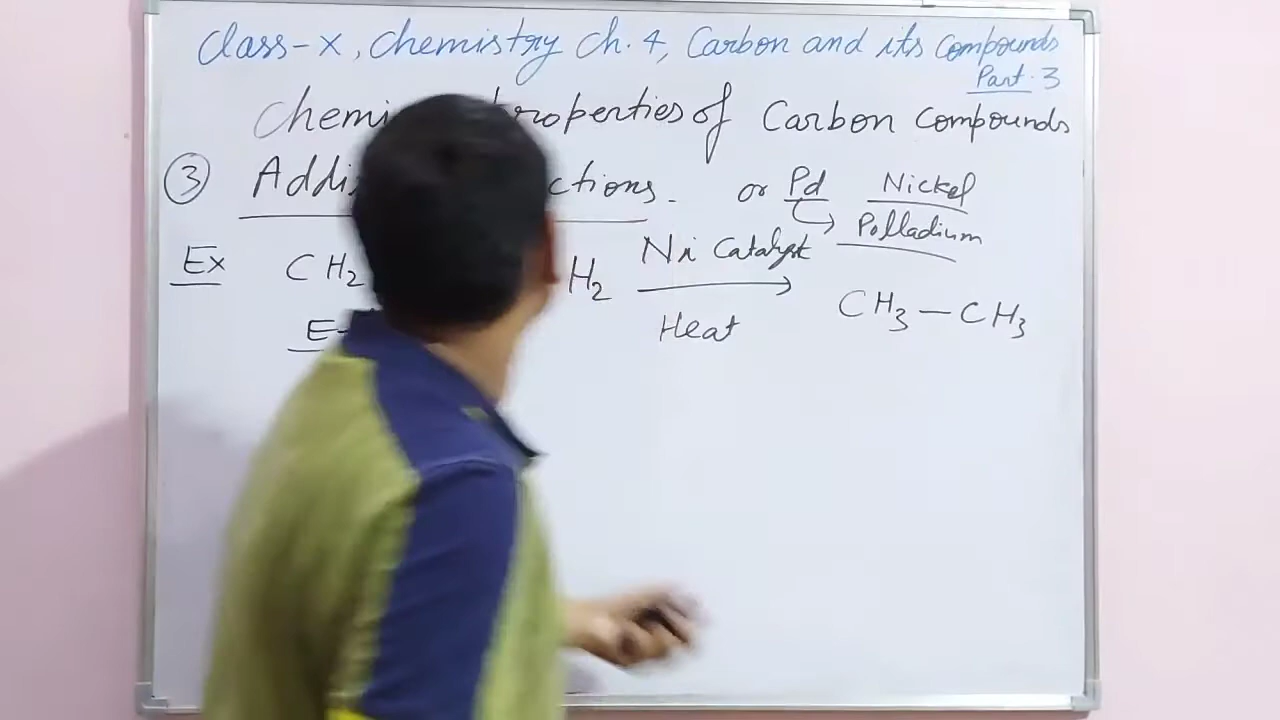 Class-X, Chemistry Ch. 4, Carbon and its Compounds
Part. 3
Chemi roperties of Carbon Compounds
③ Addi ctions. or Pd Nickel
Polladium
Ex CH2 H2 Ni Catalyst CH3 — CH3
Heat
E